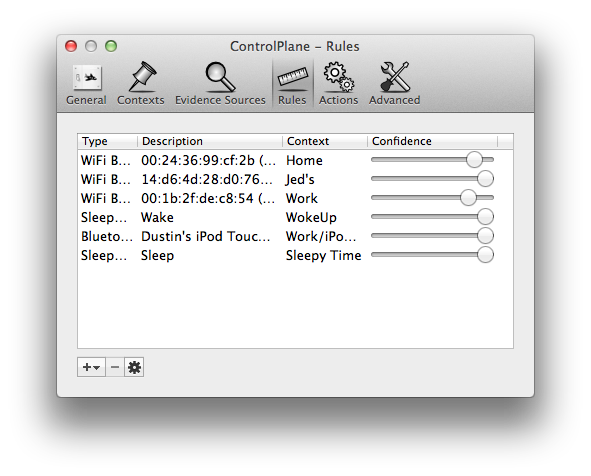 ControlPlane – Rules
General Contexts Evidence Sources Rules Actions Advanced
Type Description Context Confidence
WiFi B... 00:24:36:99:cf:2b (... Home
WiFi B... 14:d6:4d:28:d0:76... Jed's
WiFi B... 00:1b:2f:de:c8:54 (... Work
Sleep... Wake WokeUp
Blueto... Dustin's iPod Touc... Work/iPo...
Sleep... Sleep Sleepy Time